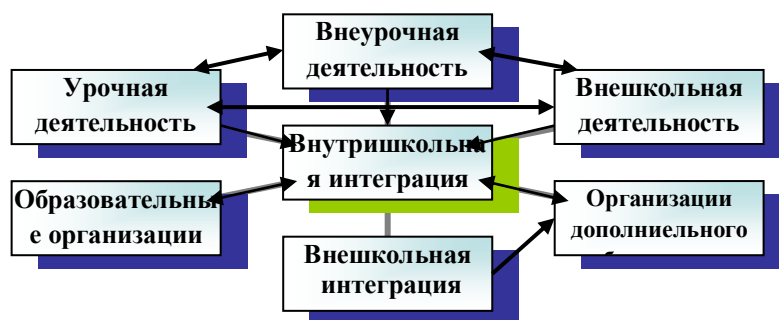 Внеурочная
деятельность
Урочная
деятельность
Внешкольная
деятельность
Внутришкольна
я интеграция
Образовательны
е организации
Организации
дополниельного
Внешкольная
интеграция